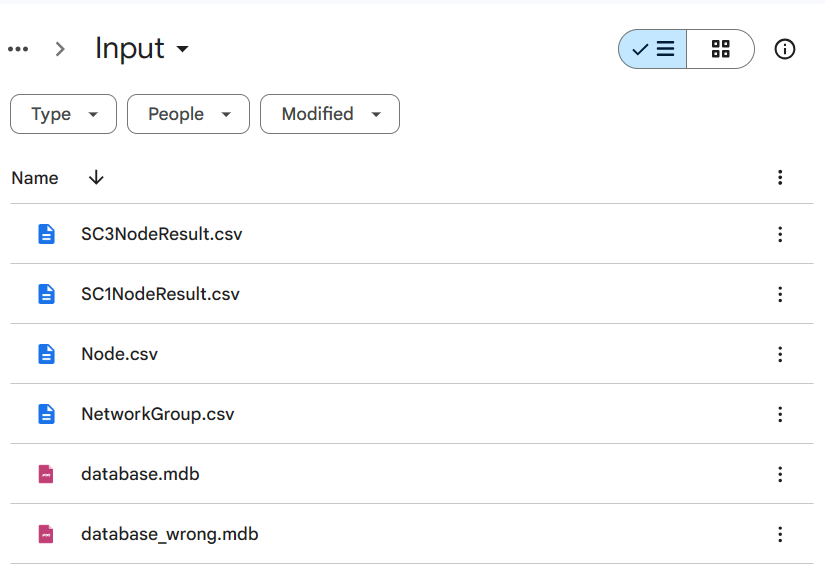 Input
Type People Modified
Name
SC3NodeResult.csv
SC1NodeResult.csv
Node.csv
NetworkGroup.csv
database.mdb
database_wrong.mdb